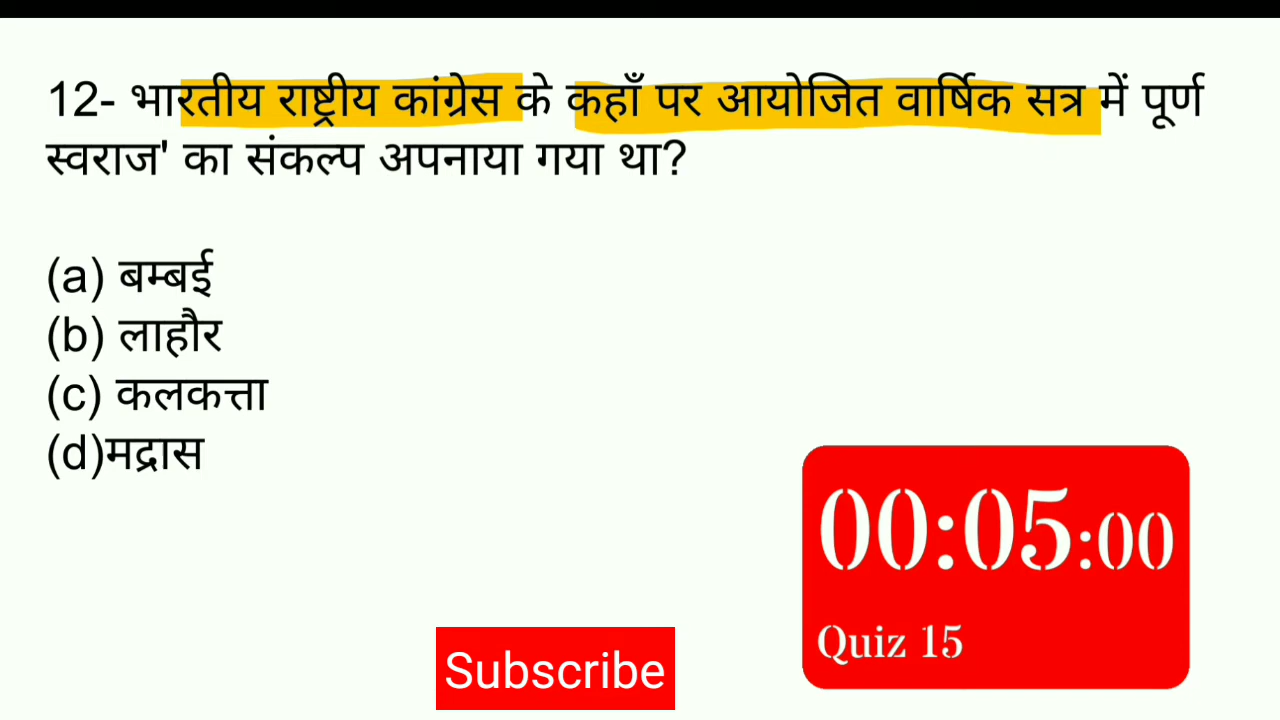 12- भारतीय राष्ट्रीय कांग्रेस के कहाँ पर आयोजित वार्षिक सत्र में पूर्ण
स्वराज' का संकल्प अपनाया गया था?
(a) बम्बई
(b) लाहौर
(c) कलकत्ता
(d)मद्रास
00:05:00
Quiz 15
Subscribe